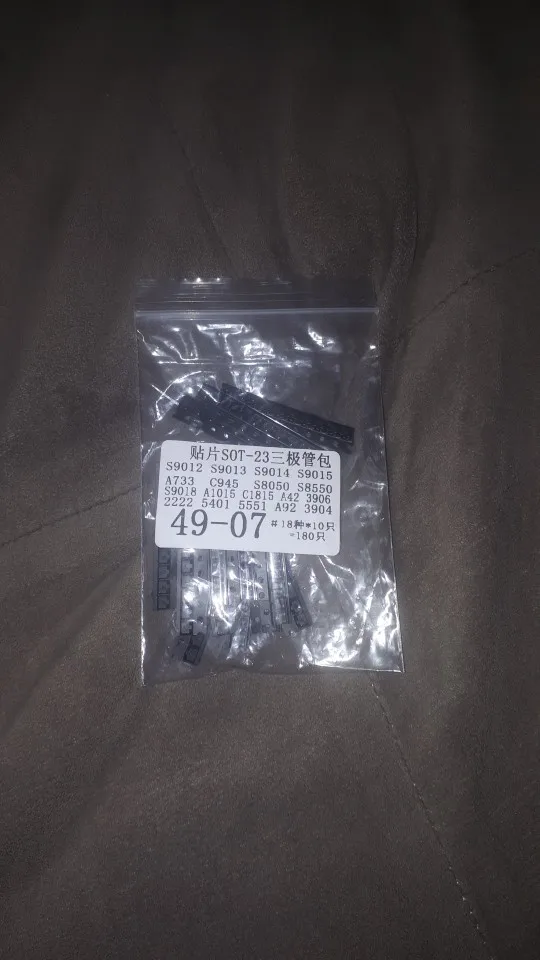 贴片SOT-23三极管包
S9012 S9013 S9014 S9015
A733 C945 S8050 S8550
S9018 A1015 C1815 A42 3906
2222 5401 5551 A92 3904
49-07 #18种*10只
=180只